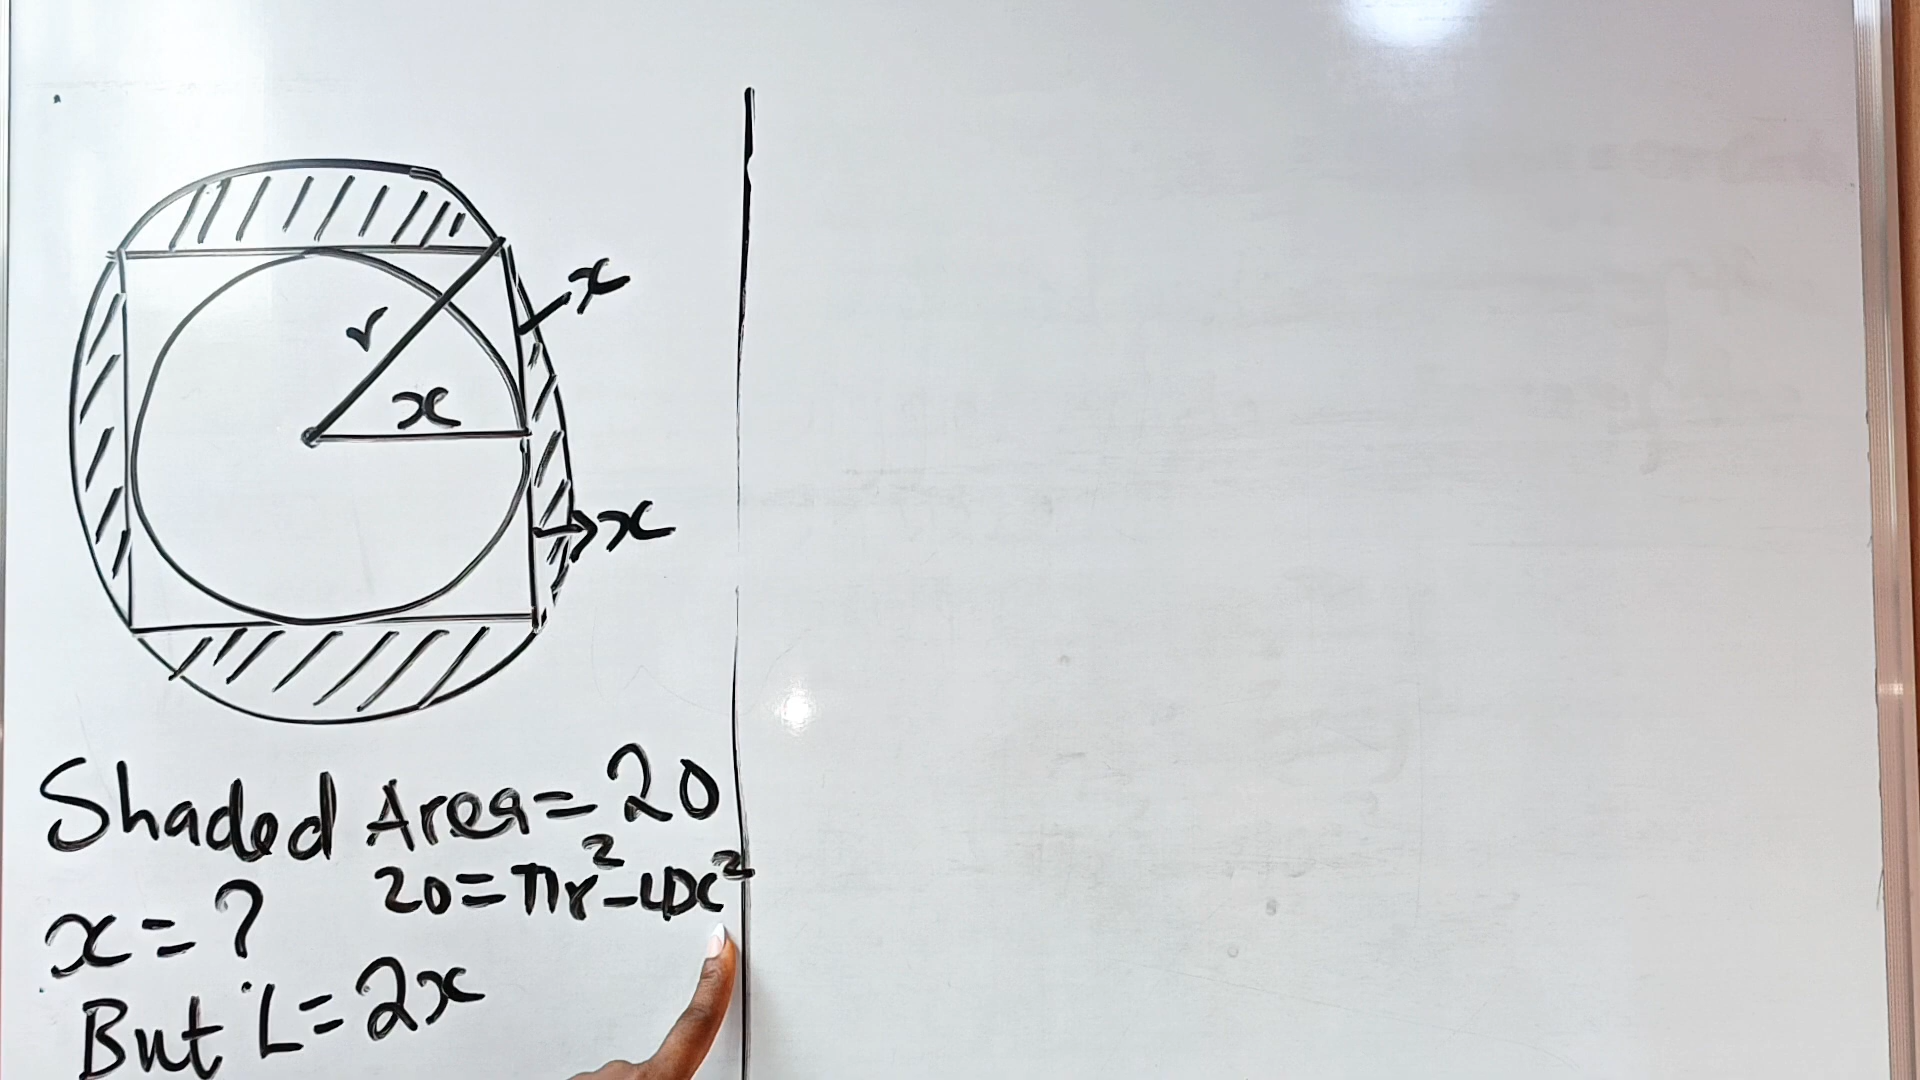 x
r
x
x
Shaded Area = 20
20 = πr² - 4x²
x = ?
But L = 2x